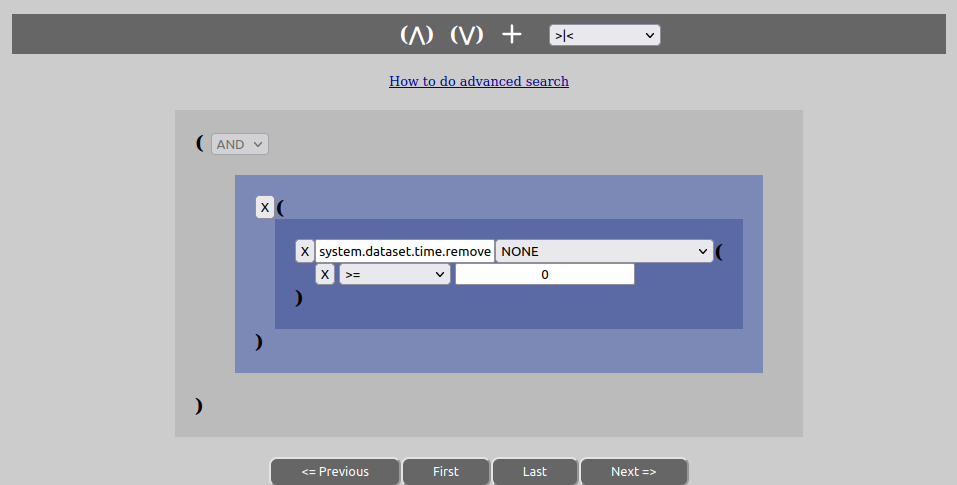 (⋀) (⋁) + >|<
How to do advanced search
( AND
X (
X system.dataset.time.remove NONE (
X >= 0
)
)
)
<= Previous First Last Next =>